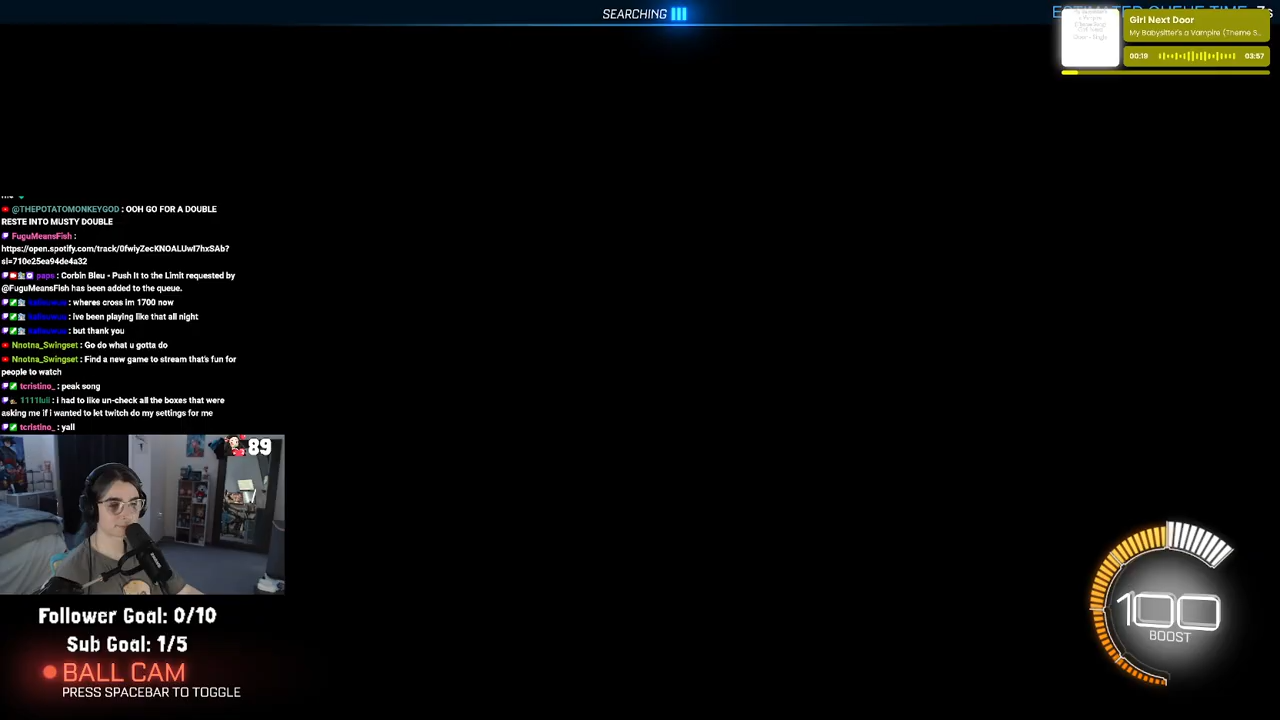 SEARCHING
ESTIMATED QUEUE TIME
Girl Next Door
My Babysitter's a Vampire (Theme S...
00:19
03:57
@THEPOTATOMONKEYGOD : OOH GO FOR A DOUBLE
RESTE INTO MUSTY DOUBLE
FuguMeansFish :
https://open.spotify.com/track/0fwiyZecKNOALUwI7hxSAb?
si=710e25ea94de4a32
paps : Corbin Bleu - Push It to the Limit requested by
@FuguMeansFish has been added to the queue.
: wheres cross im 1700 now
: ive been playing like that all night
: but thank you
Nnotna_Swingset : Go do what u gotta do
Nnotna_Swingset : Find a new game to stream that's fun for
people to watch
tcristino_ : peak song
1111luli : i had to like un-check all the boxes that were
asking me if i wanted to let twitch do my settings for me
tcristino_ : yall
89
Follower Goal: 0/10
Sub Goal: 1/5
BALL CAM
PRESS SPACEBAR TO TOGGLE
100
BOOST